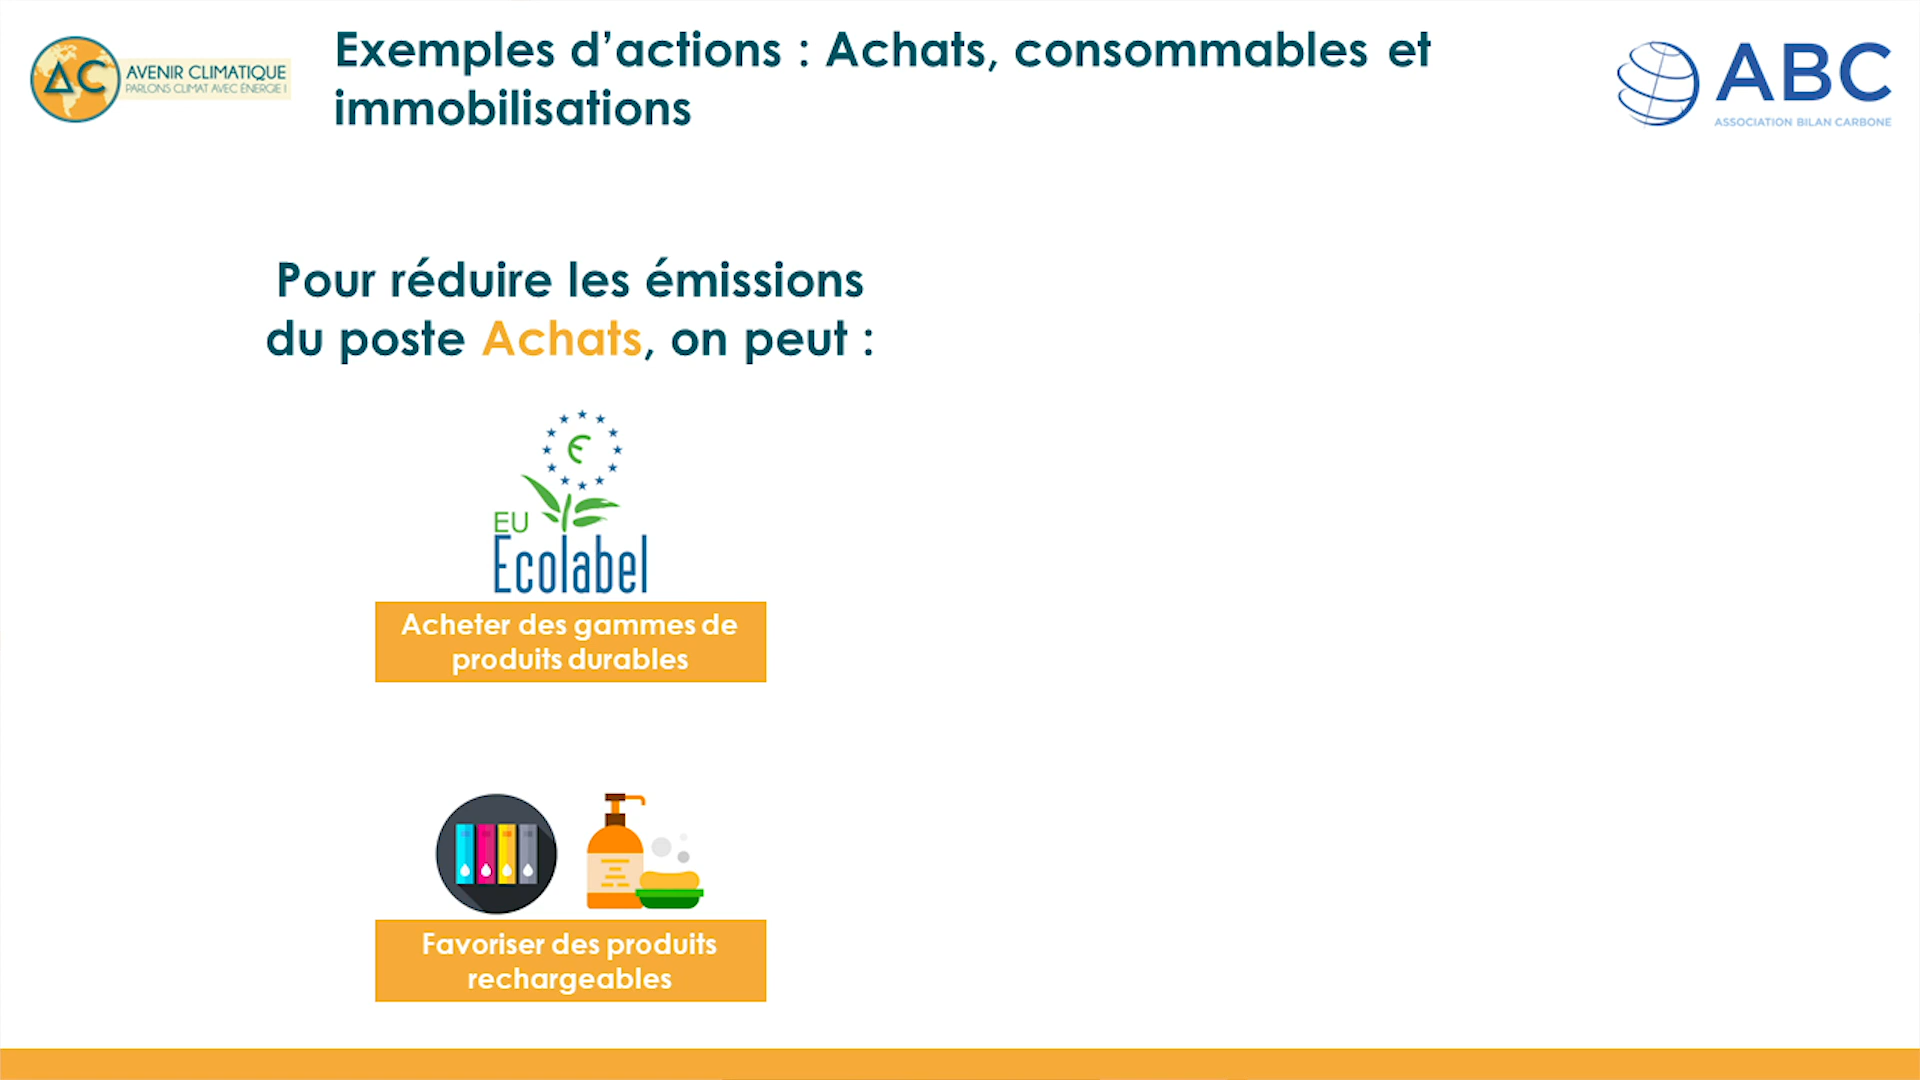 AVENIR CLIMATIQUE
PARLONS CLIMAT AVEC ÉNERGIE !
Exemples d’actions : Achats, consommables et
immobilisations
ABC
ASSOCIATION BILAN CARBONE
Pour réduire les émissions
du poste Achats, on peut :
EU
Ecolabel
Acheter des gammes de
produits durables
Favoriser des produits
rechargeables